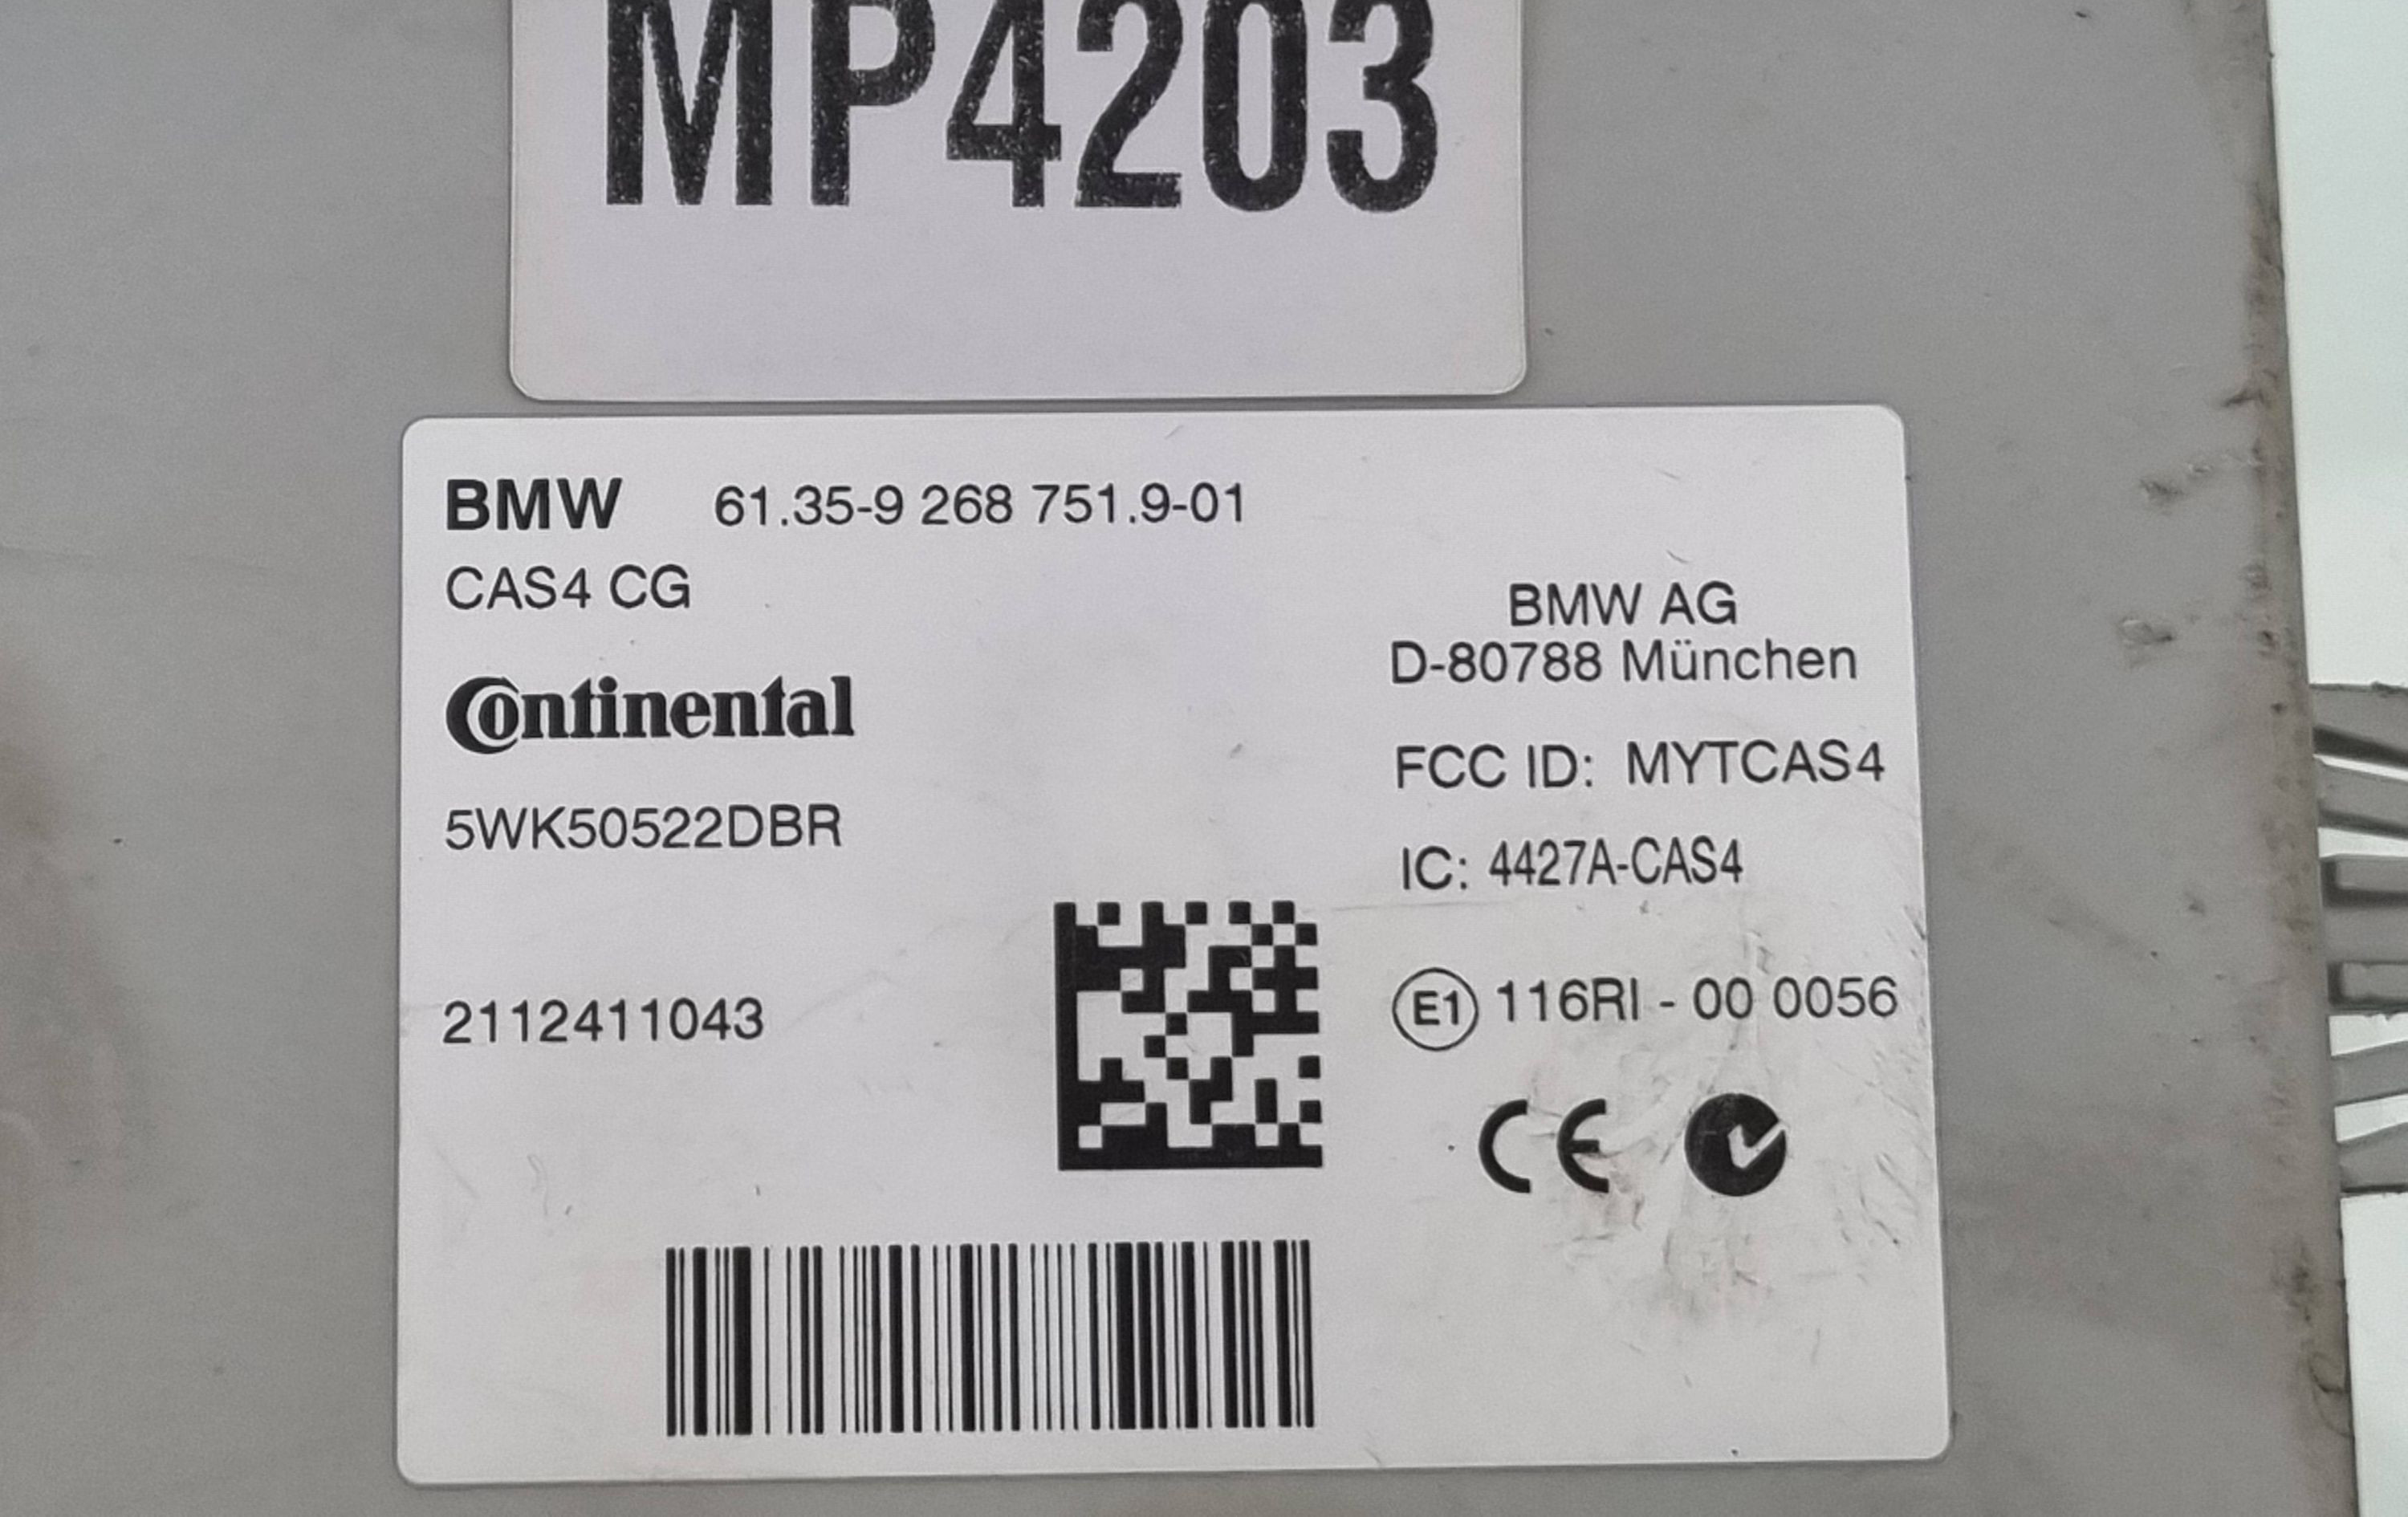 MP4203
BMW 61.35-9 268 751.9-01
CAS4 CG
Continental
5WK50522DBR
2112411043
BMW AG
D-80788 München
FCC ID: MYTCAS4
IC: 4427A-CAS4
E1 116RI - 00 0056
CE